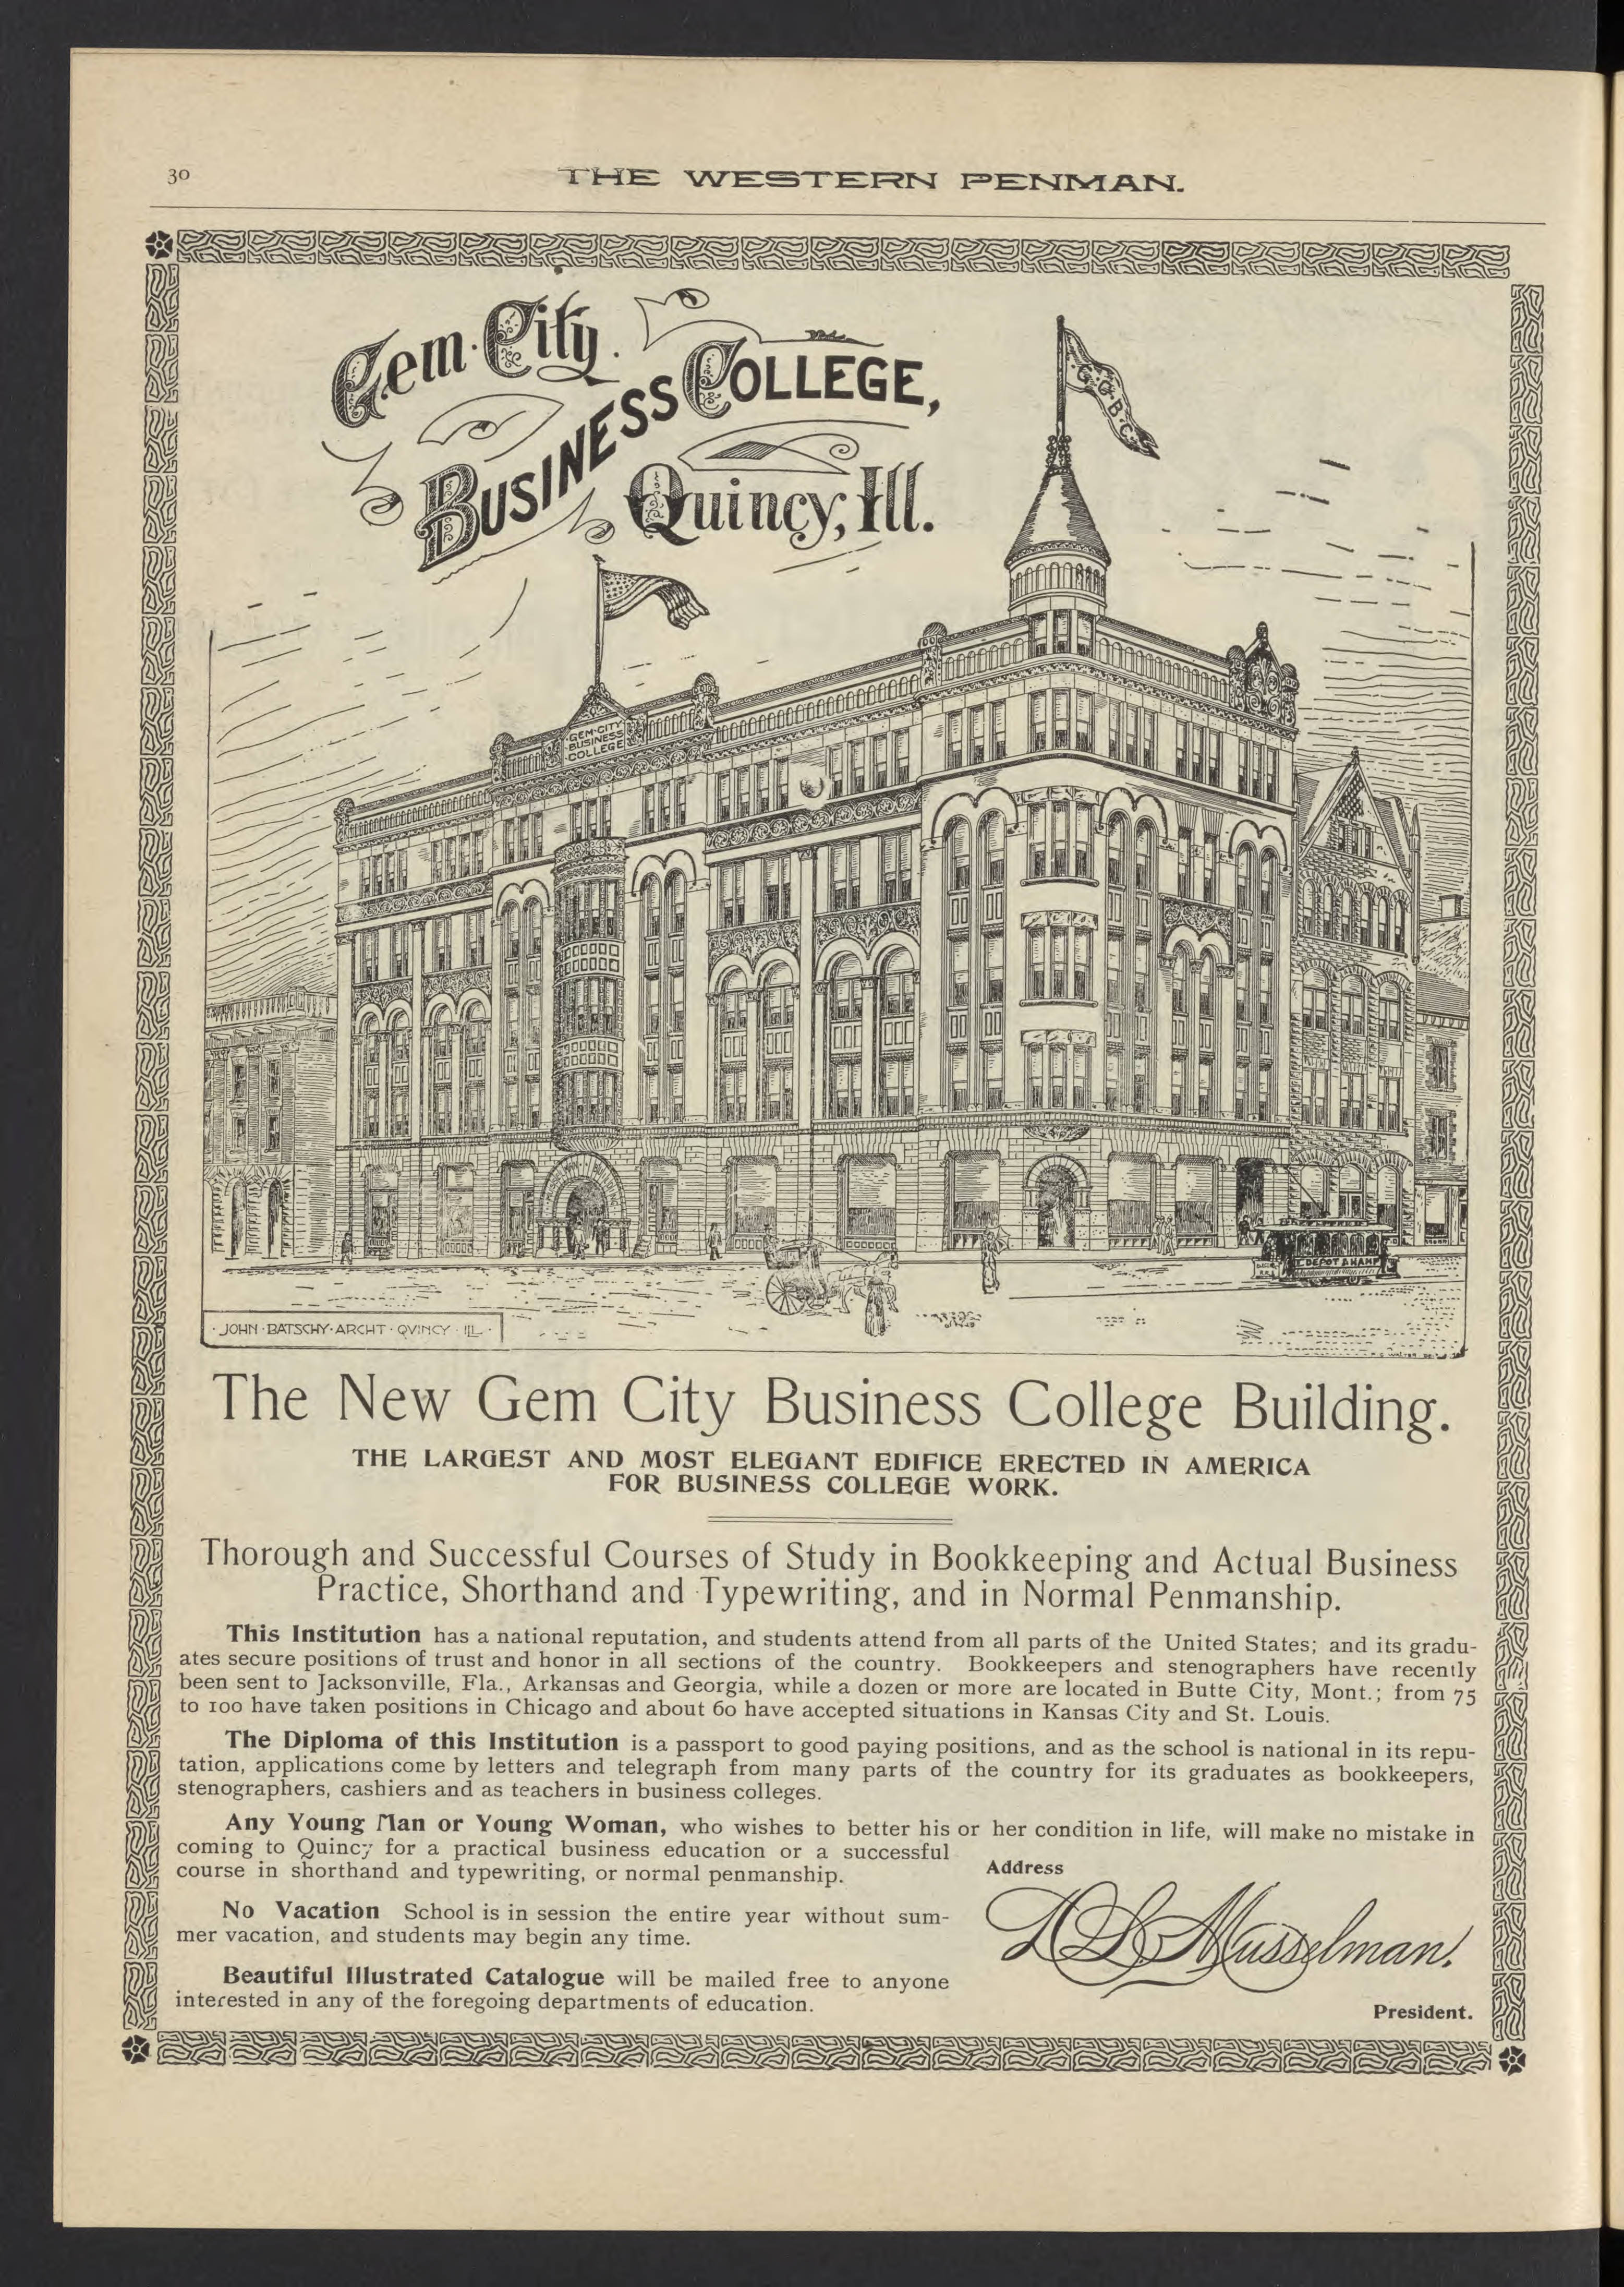 30
THE WESTERN PENMAN.
Gem City
BUSINESS COLLEGE,
Quincy, Ill.
G.C.B.C.
GEM·CITY
BUSINESS
COLLEGE
DEPOT & HAMP
·JOHN·BATSCHY·ARCHT·QVINCY·ILL·
The New Gem City Business College Building.
THE LARGEST AND MOST ELEGANT EDIFICE ERECTED IN AMERICA
FOR BUSINESS COLLEGE WORK.
Thorough and Successful Courses of Study in Bookkeeping and Actual Business
Practice, Shorthand and Typewriting, and in Normal Penmanship.
This Institution has a national reputation, and students attend from all parts of the United States; and its gradu-
ates secure positions of trust and honor in all sections of the country. Bookkeepers and stenographers have recently
been sent to Jacksonville, Fla., Arkansas and Georgia, while a dozen or more are located in Butte City, Mont.; from 75
to 100 have taken positions in Chicago and about 60 have accepted situations in Kansas City and St. Louis.
The Diploma of this Institution is a passport to good paying positions, and as the school is national in its repu-
tation, applications come by letters and telegraph from many parts of the country for its graduates as bookkeepers,
stenographers, cashiers and as teachers in business colleges.
Any Young Man or Young Woman, who wishes to better his or her condition in life, will make no mistake in
coming to Quincy for a practical business education or a successful
course in shorthand and typewriting, or normal penmanship.
No Vacation School is in session the entire year without sum-
mer vacation, and students may begin any time.
Beautiful Illustrated Catalogue will be mailed free to anyone
interested in any of the foregoing departments of education.
Address
D L Musselman.
President.